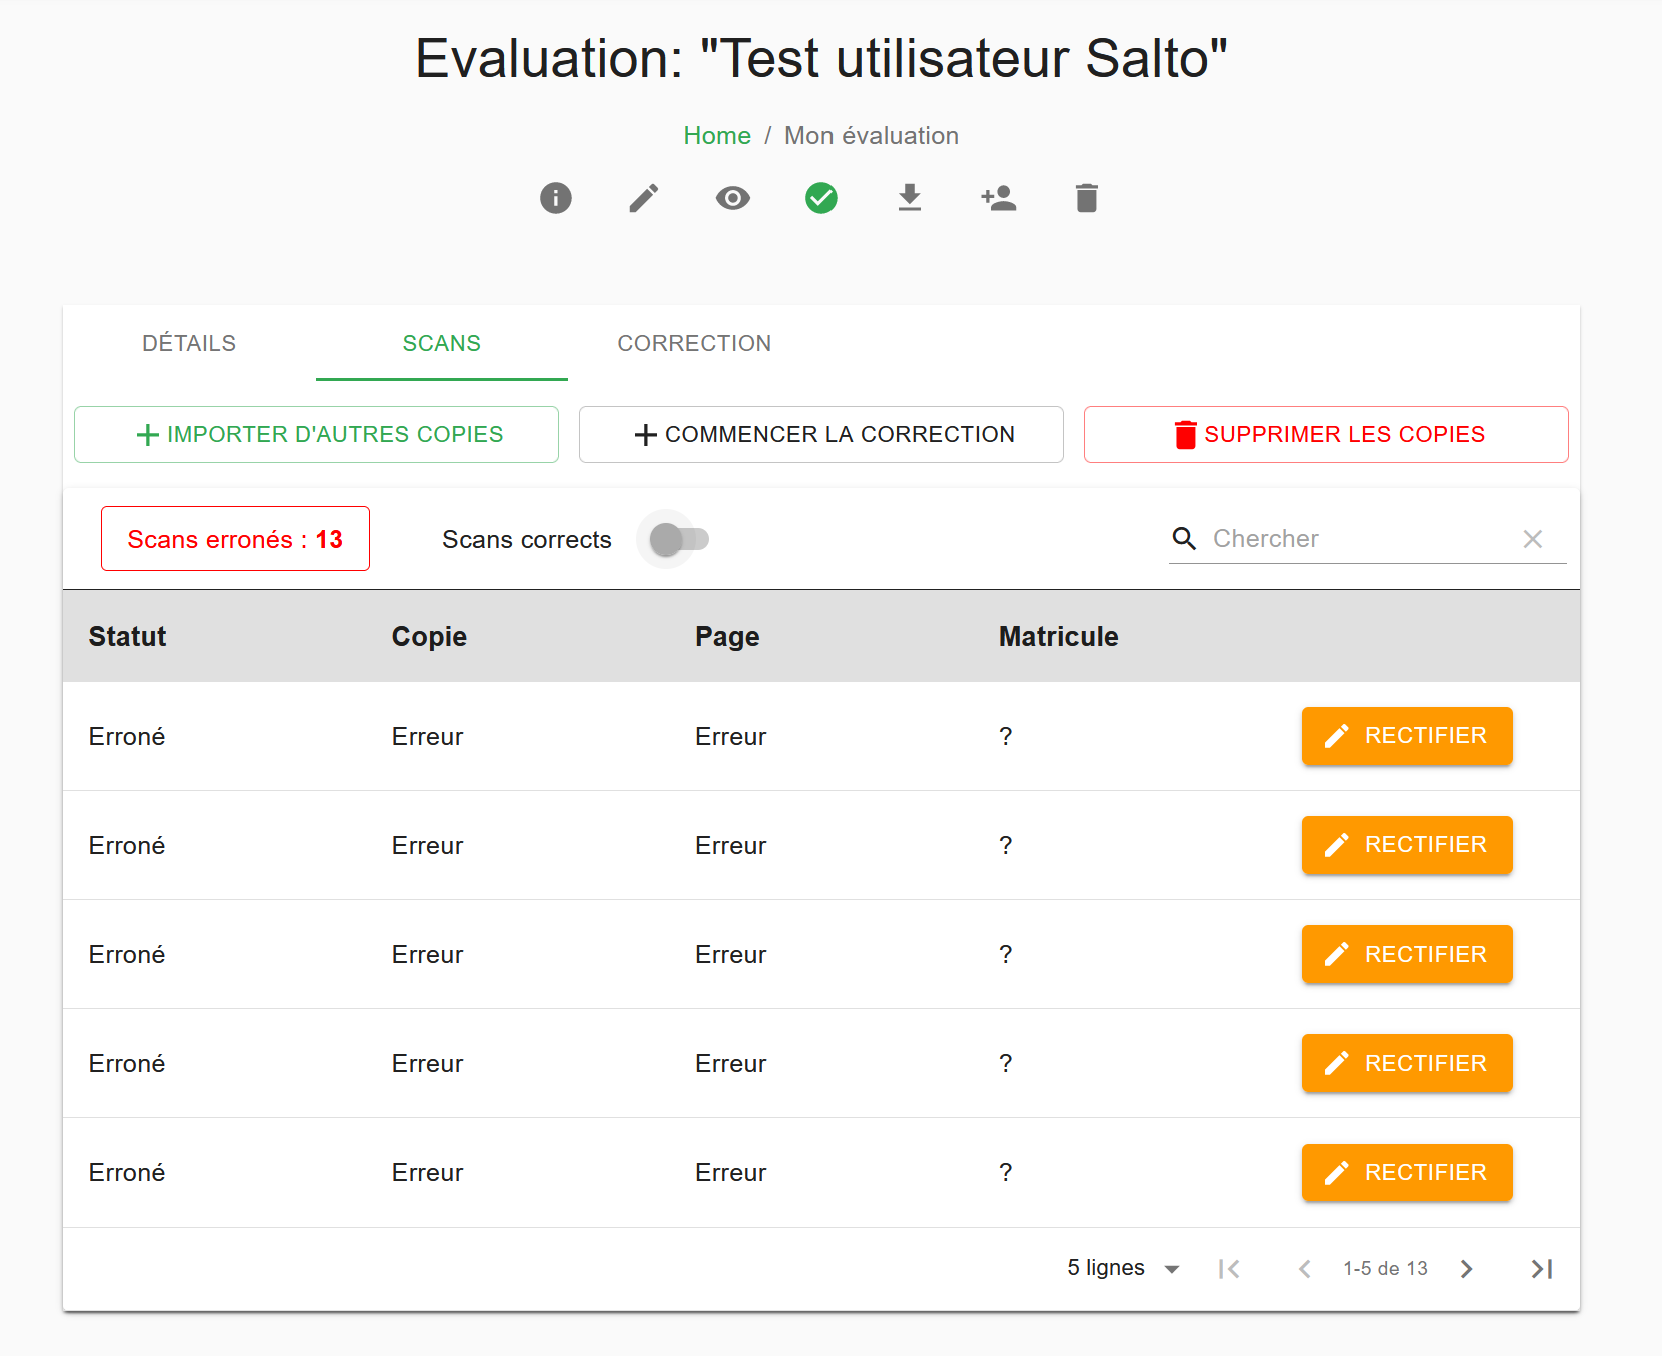 Evaluation: "Test utilisateur Salto"
Home / Mon évaluation
DÉTAILS SCANS CORRECTION
IMPORTER D'AUTRES COPIES COMMENCER LA CORRECTION SUPPRIMER LES COPIES
Scans erronés : 13 Scans corrects Chercher
Statut Copie Page Matricule
Erroné Erreur Erreur ? RECTIFIER
Erroné Erreur Erreur ? RECTIFIER
Erroné Erreur Erreur ? RECTIFIER
Erroné Erreur Erreur ? RECTIFIER
Erroné Erreur Erreur ? RECTIFIER
5 lignes 1-5 de 13